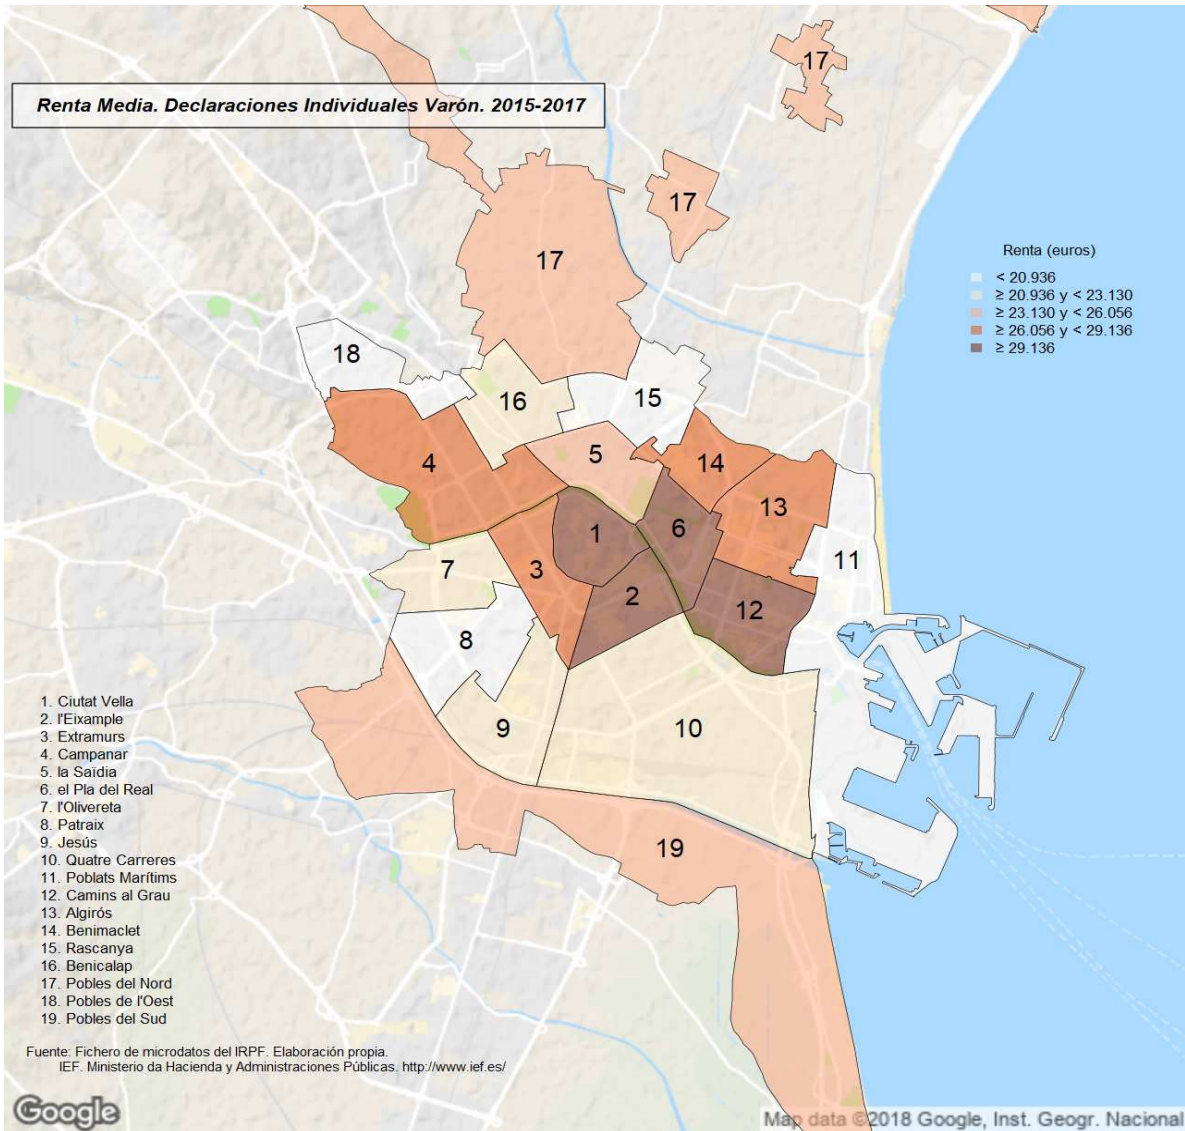 17
Renta Media. Declaraciones Individuales Varón. 2015-2017
17
17
Renta (euros)
< 20.936
≥ 20.936 y < 23.130
≥ 23.130 y < 26.056
≥ 26.056 y < 29.136
≥ 29.136
18
16
15
5
4
14
13
1
6
11
7
3
2
12
8
9
10
19
1. Ciutat Vella
2. l'Eixample
3. Extramurs
4. Campanar
5. la Saïdia
6. el Pla del Real
7. l'Olivereta
8. Patraix
9. Jesús
10. Quatre Carreres
11. Poblats Marítims
12. Camins al Grau
13. Algirós
14. Benimaclet
15. Rascanya
16. Benicalap
17. Pobles del Nord
18. Pobles de l'Oest
19. Pobles del Sud
Fuente: Fichero de microdatos del IRPF. Elaboración propia.
IEF. Ministerio da Hacienda y Administraciones Públicas. http://www.ief.es/
Google
Map data ©2018 Google, Inst. Geogr. Nacional